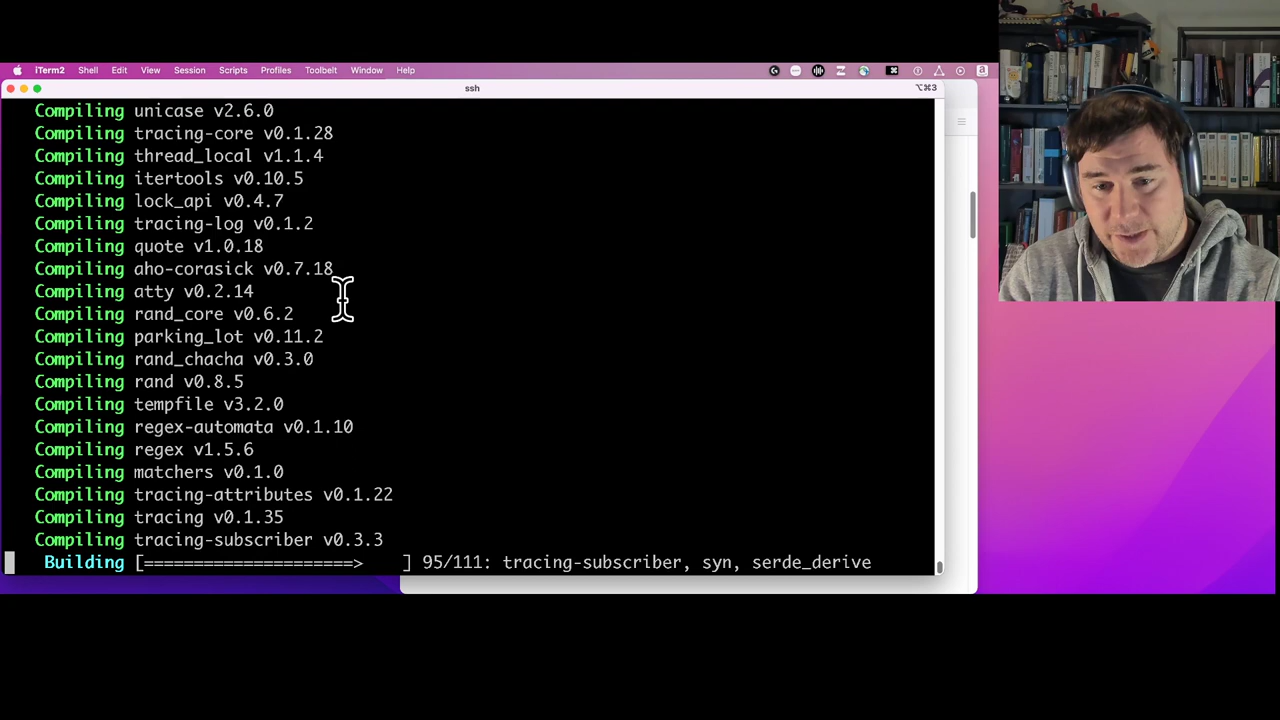 iTerm2 Shell Edit View Session Scripts Profiles Toolbelt Window Help
ssh
⌥⌘3
Compiling unicase v2.6.0
Compiling tracing-core v0.1.28
Compiling thread_local v1.1.4
Compiling itertools v0.10.5
Compiling lock_api v0.4.7
Compiling tracing-log v0.1.2
Compiling quote v1.0.18
Compiling aho-corasick v0.7.18
Compiling atty v0.2.14
Compiling rand_core v0.6.2
Compiling parking_lot v0.11.2
Compiling rand_chacha v0.3.0
Compiling rand v0.8.5
Compiling tempfile v3.2.0
Compiling regex-automata v0.1.10
Compiling regex v1.5.6
Compiling matchers v0.1.0
Compiling tracing-attributes v0.1.22
Compiling tracing v0.1.35
Compiling tracing-subscriber v0.3.3
Building [=====================> ] 95/111: tracing-subscriber, syn, serde_derive